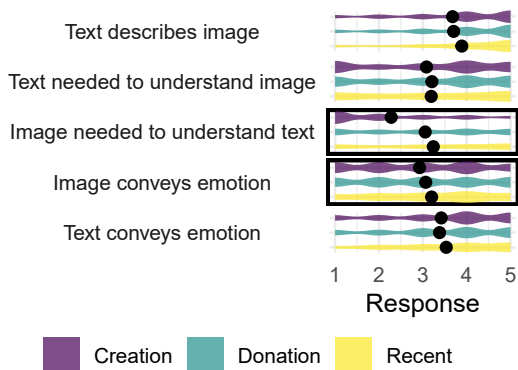 Text describes image
Text needed to understand image
Image needed to understand text
Image conveys emotion
Text conveys emotion
1 2 3 4 5
Response
Creation Donation Recent